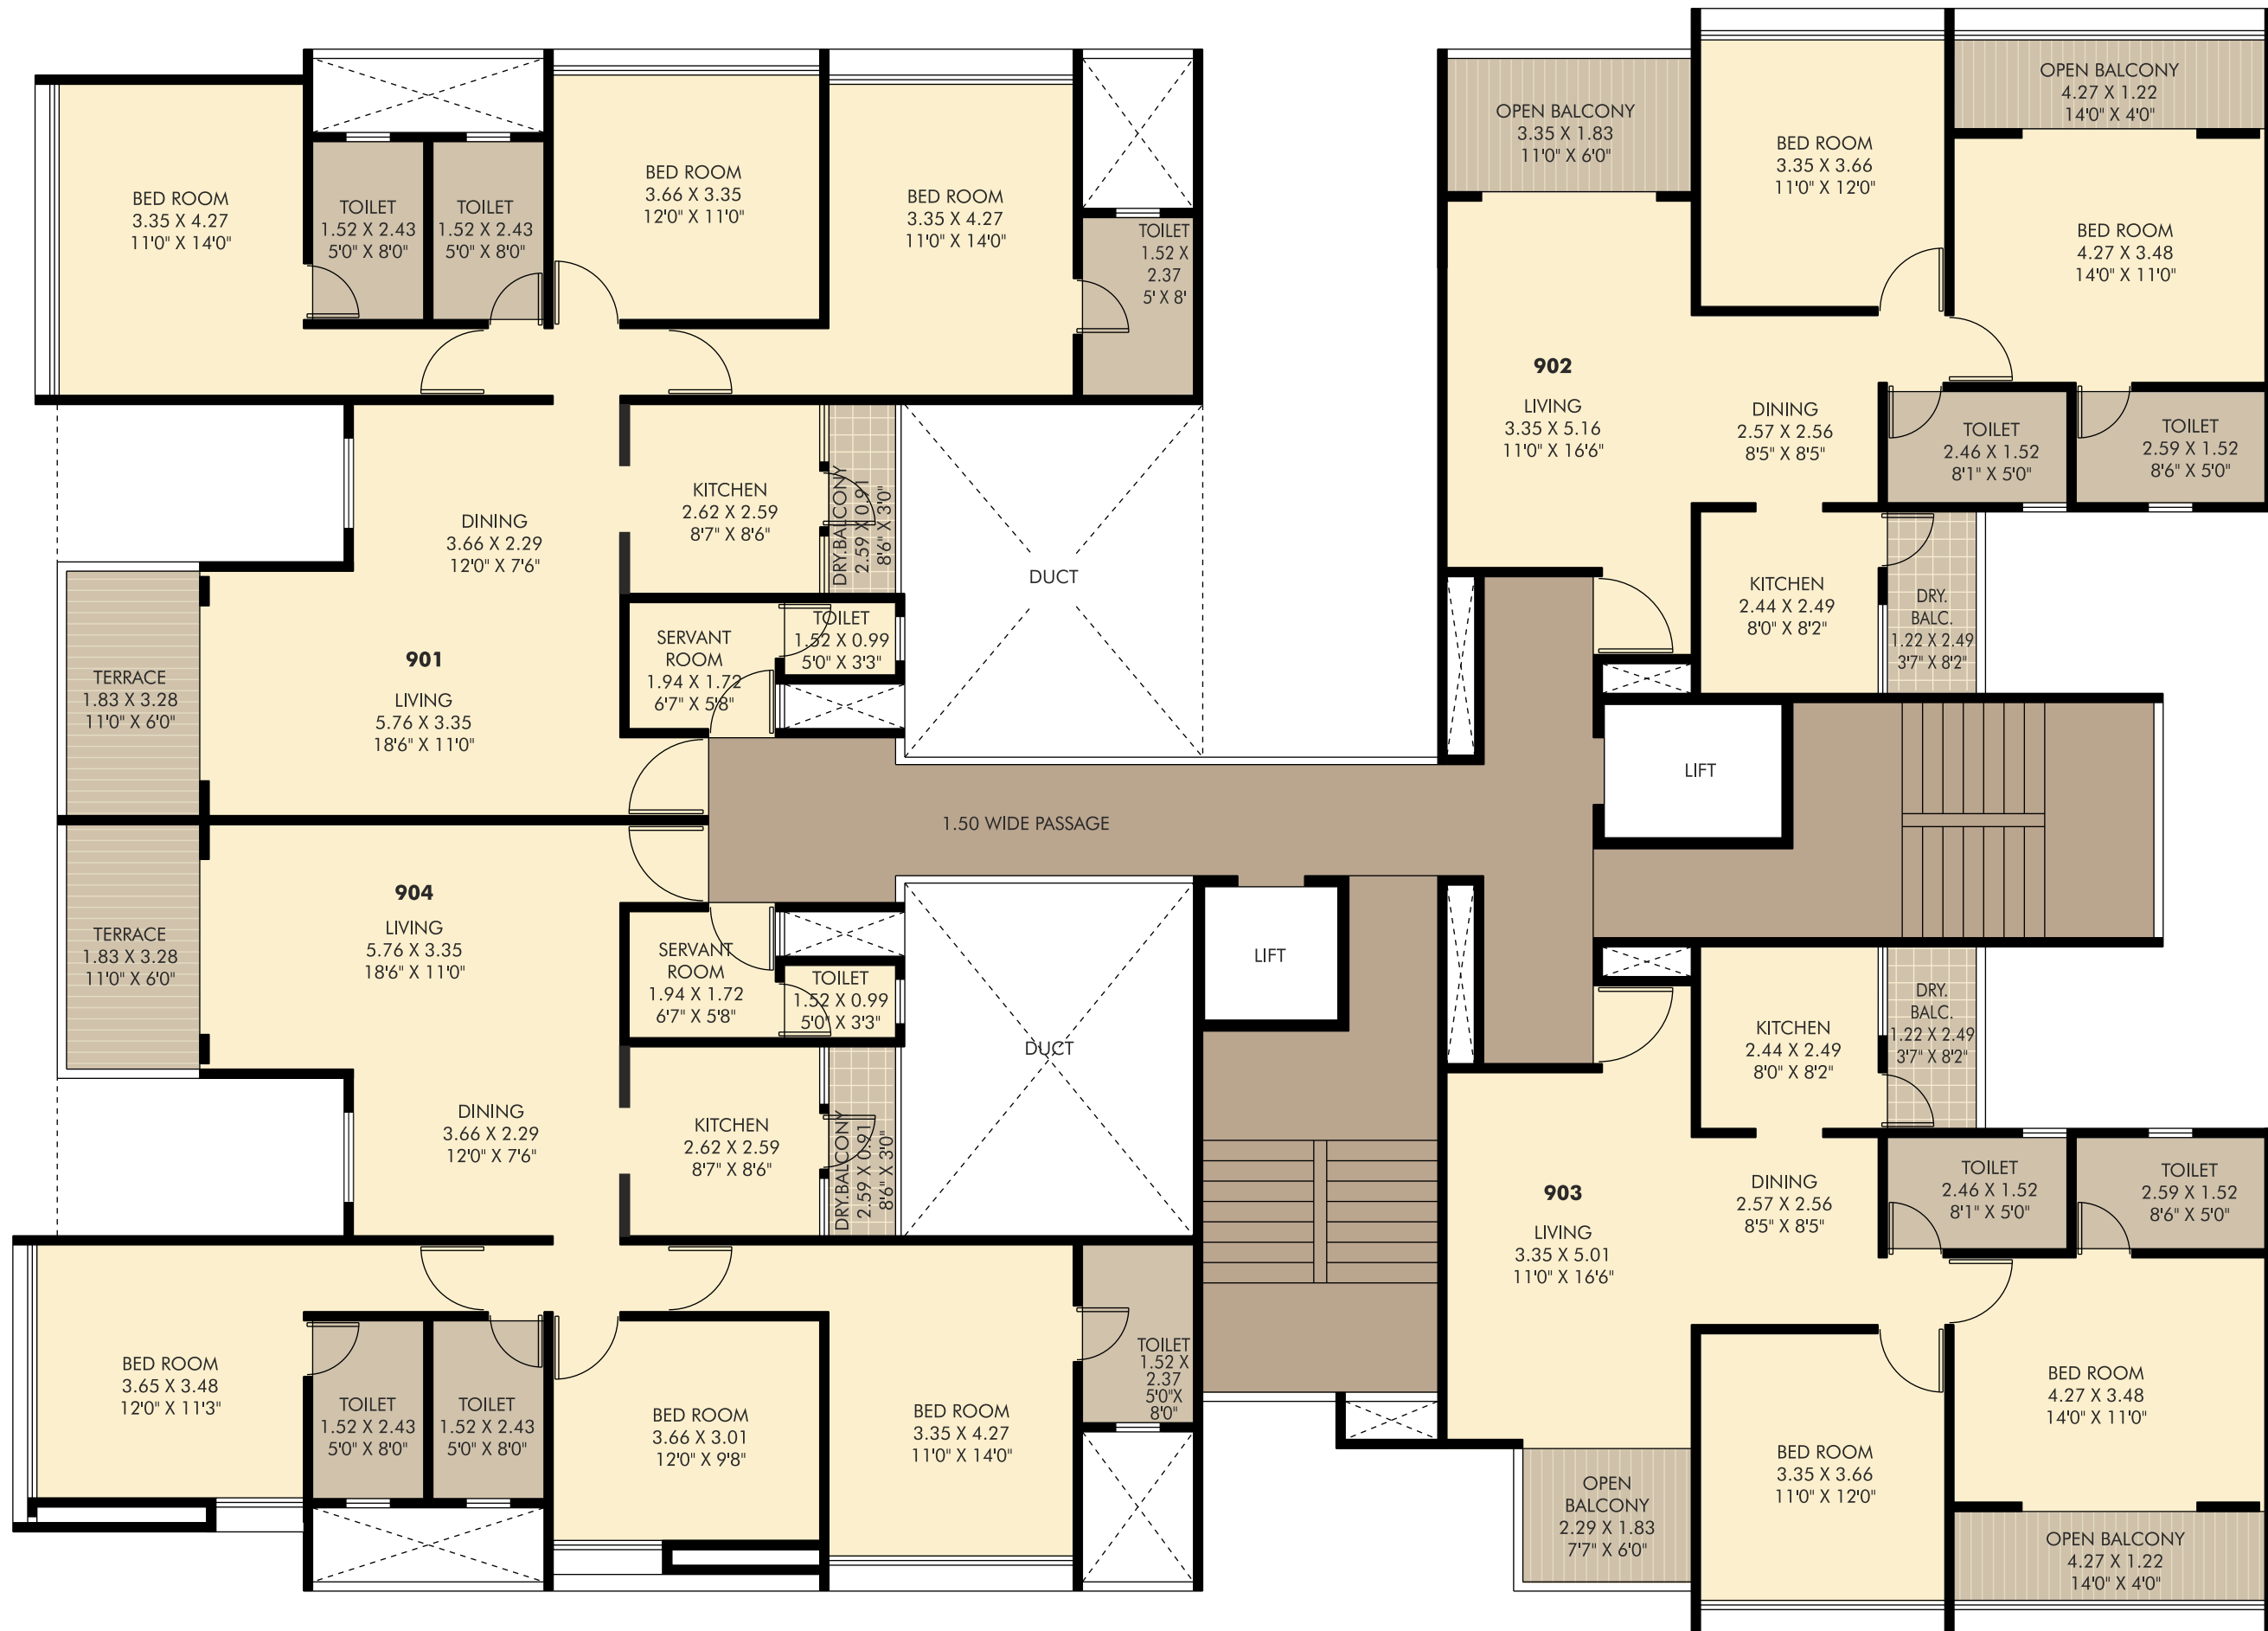 BED ROOM
3.35 X 4.27
11'0" X 14'0"
TOILET
1.52 X 2.43
5'0" X 8'0"
TOILET
1.52 X 2.43
5'0" X 8'0"
BED ROOM
3.66 X 3.35
12'0" X 11'0"
BED ROOM
3.35 X 4.27
11'0" X 14'0"
TOILET
1.52 X
2.37
5' X 8'
DINING
3.66 X 2.29
12'0" X 7'6"
KITCHEN
2.62 X 2.59
8'7" X 8'6"
DRY.BALCONY
2.59 X 0.91
8'6" X 3'0"
DUCT
901
LIVING
5.76 X 3.35
18'6" X 11'0"
TERRACE
1.83 X 3.28
11'0" X 6'0"
SERVANT
ROOM
1.94 X 1.72
6'7" X 5'8"
TOILET
1.52 X 0.99
5'0" X 3'3"
OPEN BALCONY
3.35 X 1.83
11'0" X 6'0"
BED ROOM
3.35 X 3.66
11'0" X 12'0"
OPEN BALCONY
4.27 X 1.22
14'0" X 4'0"
BED ROOM
4.27 X 3.48
14'0" X 11'0"
902
LIVING
3.35 X 5.16
11'0" X 16'6"
DINING
2.57 X 2.56
8'5" X 8'5"
TOILET
2.46 X 1.52
8'1" X 5'0"
TOILET
2.59 X 1.52
8'6" X 5'0"
KITCHEN
2.44 X 2.49
8'0" X 8'2"
DRY.
BALC.
1.22 X 2.49
3'7" X 8'2"
LIFT
1.50 WIDE PASSAGE
904
LIVING
5.76 X 3.35
18'6" X 11'0"
TERRACE
1.83 X 3.28
11'0" X 6'0"
SERVANT
ROOM
1.94 X 1.72
6'7" X 5'8"
TOILET
1.52 X 0.99
5'0" X 3'3"
DUCT
LIFT
DINING
3.66 X 2.29
12'0" X 7'6"
KITCHEN
2.62 X 2.59
8'7" X 8'6"
DRY.BALCONY
2.59 X 0.91
8'6" X 3'0"
BED ROOM
3.65 X 3.48
12'0" X 11'3"
TOILET
1.52 X 2.43
5'0" X 8'0"
TOILET
1.52 X 2.43
5'0" X 8'0"
BED ROOM
3.66 X 3.01
12'0" X 9'8"
BED ROOM
3.35 X 4.27
11'0" X 14'0"
TOILET
1.52 X
2.37
5'0"X
8'0"
KITCHEN
2.44 X 2.49
8'0" X 8'2"
DRY.
BALC.
1.22 X 2.49
3'7" X 8'2"
903
LIVING
3.35 X 5.01
11'0" X 16'6"
DINING
2.57 X 2.56
8'5" X 8'5"
TOILET
2.46 X 1.52
8'1" X 5'0"
TOILET
2.59 X 1.52
8'6" X 5'0"
BED ROOM
4.27 X 3.48
14'0" X 11'0"
BED ROOM
3.35 X 3.66
11'0" X 12'0"
OPEN
BALCONY
2.29 X 1.83
7'7" X 6'0"
OPEN BALCONY
4.27 X 1.22
14'0" X 4'0"